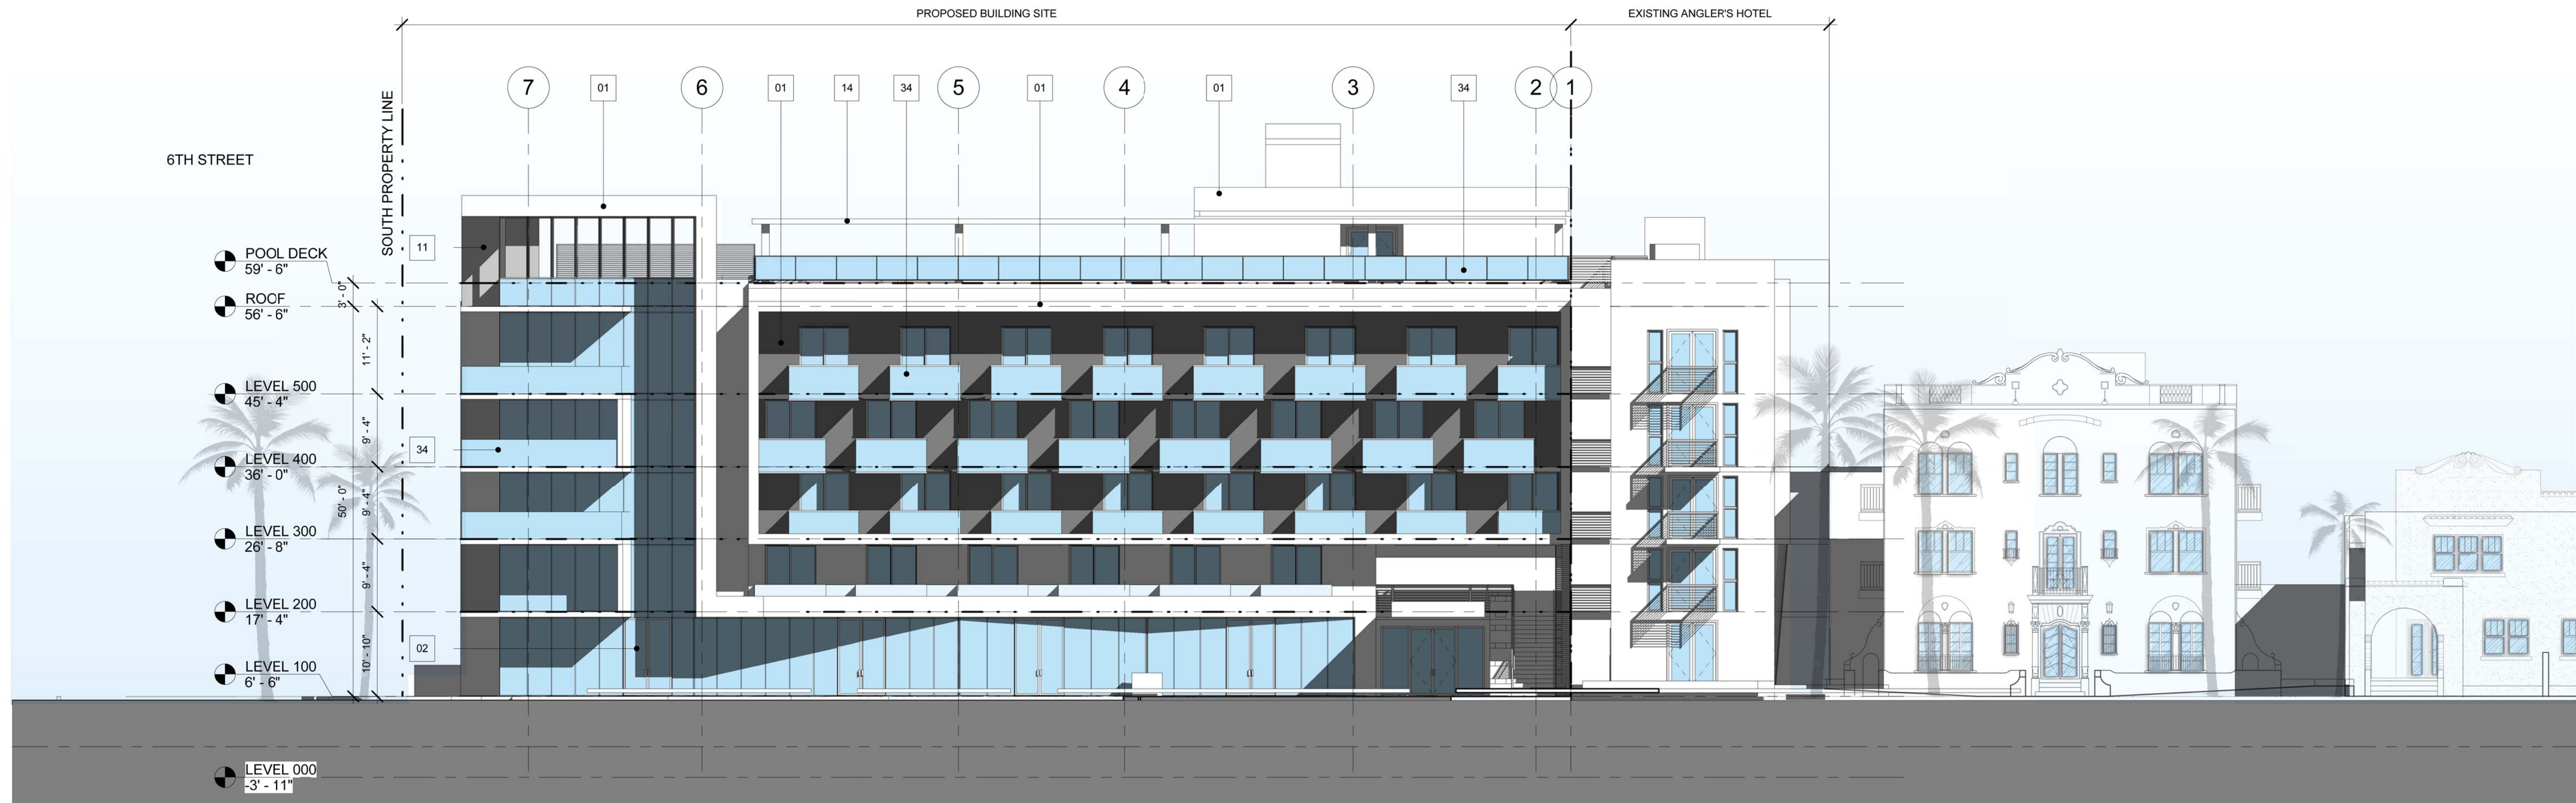 PROPOSED BUILDING SITE
EXISTING ANGLER'S HOTEL
7
01
6
01
14
34
5
01
4
01
3
34
2
1
6TH STREET
SOUTH PROPERTY LINE
11
POOL DECK
59' - 6"
3' - 0"
ROOF
56' - 6"
11' - 2"
LEVEL 500
45' - 4"
9' - 4"
34
LEVEL 400
36' - 0"
50' - 0"
9' - 4"
LEVEL 300
26' - 8"
9' - 4"
LEVEL 200
17' - 4"
10' - 10"
02
LEVEL 100
6' - 6"
LEVEL 000
-3' - 11"